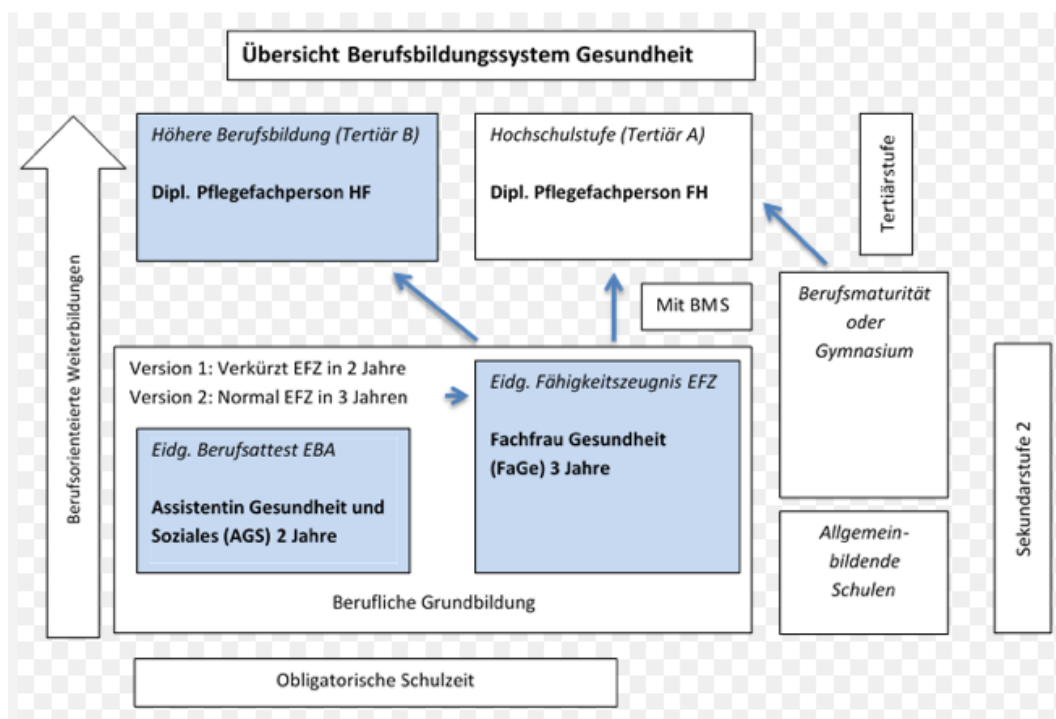 Übersicht Berufsbildungssystem Gesundheit
Höhere Berufsbildung (Tertiär B)
Dipl. Pflegefachperson HF
Hochschulstufe (Tertiär A)
Dipl. Pflegefachperson FH
Tertiärstufe
Berufsorienteierte Weiterbildungen
Mit BMS
Berufsmaturität
oder
Gymnasium
Version 1: Verkürzt EFZ in 2 Jahre
Version 2: Normal EFZ in 3 Jahren
Eidg. Fähigkeitszeugnis EFZ
Fachfrau Gesundheit
(FaGe) 3 Jahre
Eidg. Berufsattest EBA
Assistentin Gesundheit und
Soziales (AGS) 2 Jahre
Berufliche Grundbildung
Allgemein-
bildende
Schulen
Sekundarstufe 2
Obligatorische Schulzeit